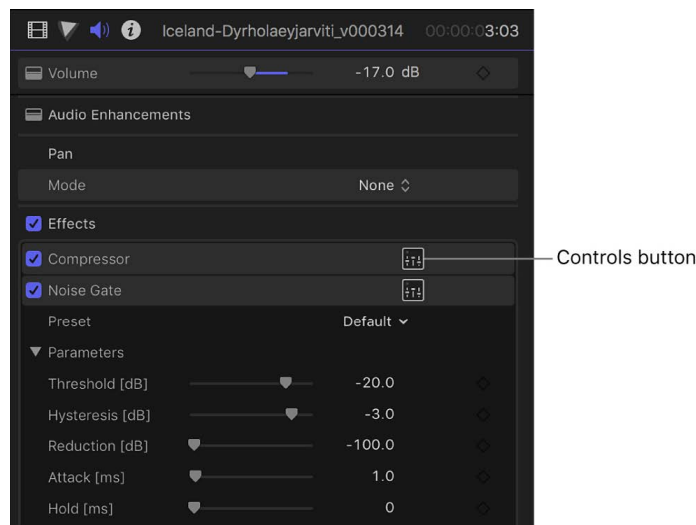 Iceland-Dyrholaeyjarviti_v000314 00:00:03:03
Volume -17.0 dB
Audio Enhancements
Pan
Mode None
Effects
Compressor
Controls button
Noise Gate
Preset Default
Parameters
Threshold [dB] -20.0
Hysteresis [dB] -3.0
Reduction [dB] -100.0
Attack [ms] 1.0
Hold [ms] 0